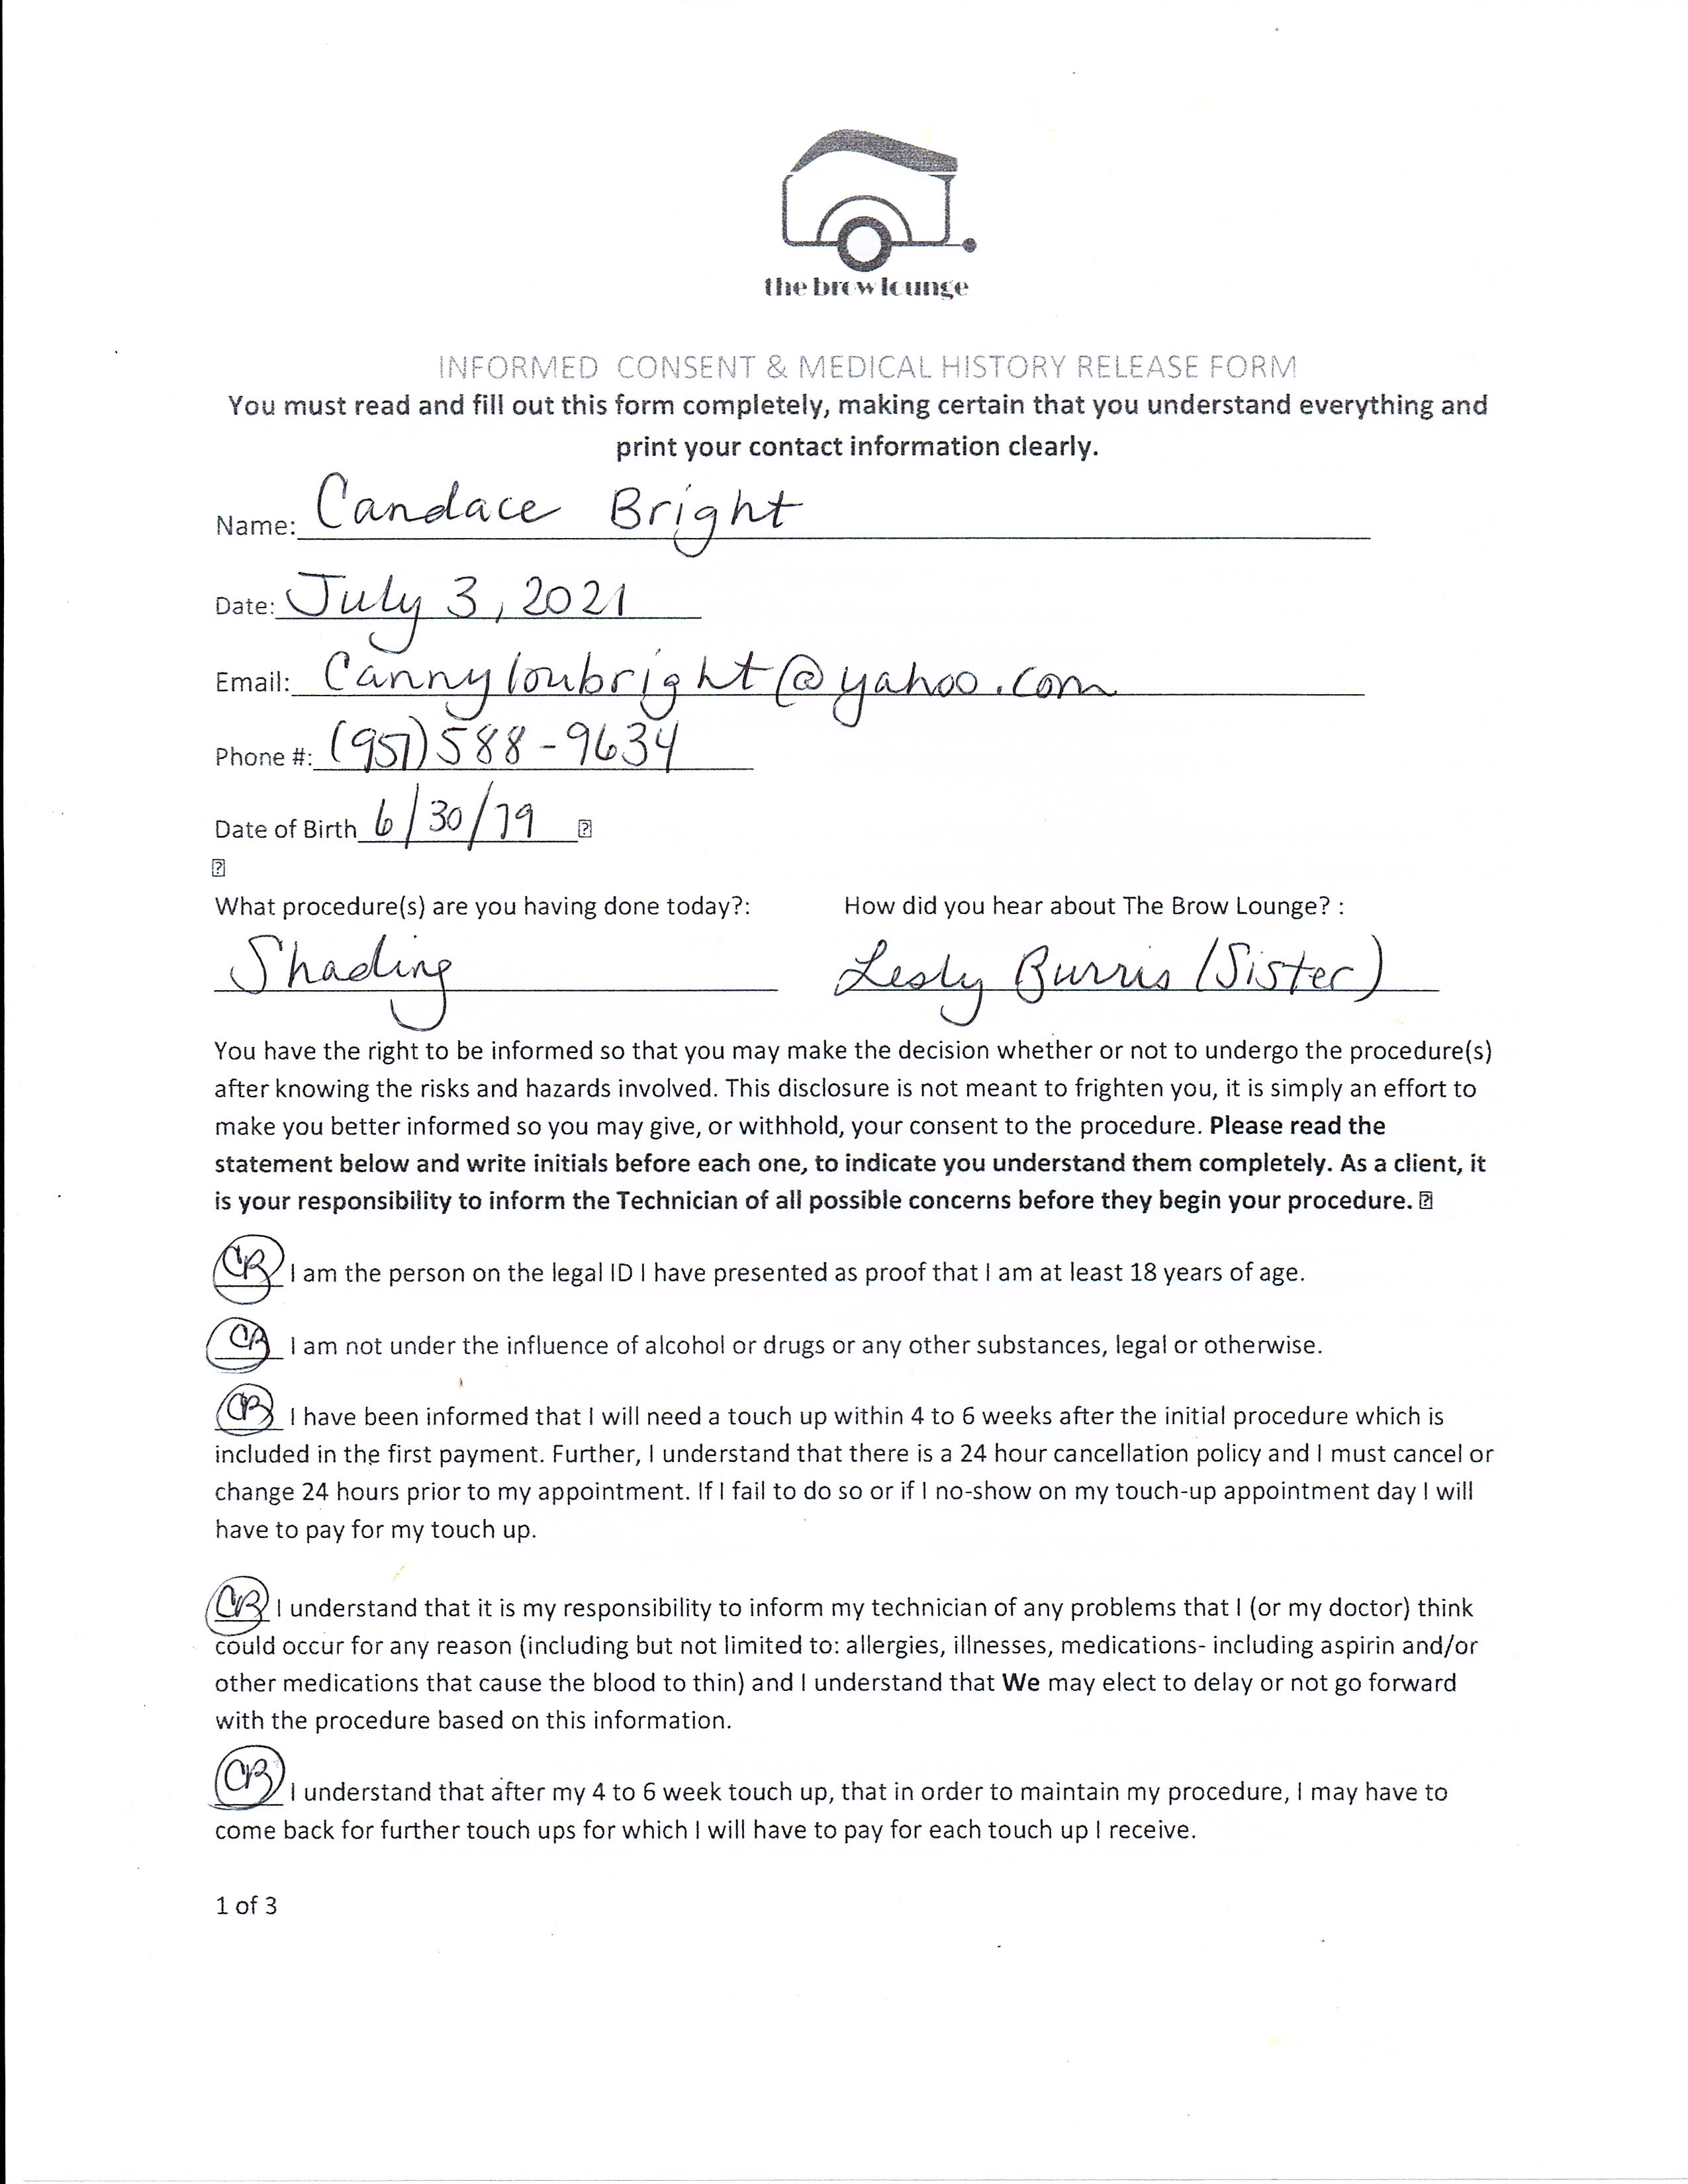 the brow lounge
INFORMED CONSENT & MEDICAL HISTORY RELEASE FORM
You must read and fill out this form completely, making certain that you understand everything and
print your contact information clearly.
Name: Candace Bright
Date: July 3, 2021
Email: Cannyloubright@yahoo.com
Phone #: (951) 588-9634
Date of Birth 6/30/79
What procedure(s) are you having done today?: How did you hear about The Brow Lounge? :
Shading Lesly Burris (Sister)
You have the right to be informed so that you may make the decision whether or not to undergo the procedure(s)
after knowing the risks and hazards involved. This disclosure is not meant to frighten you, it is simply an effort to
make you better informed so you may give, or withhold, your consent to the procedure. Please read the
statement below and write initials before each one, to indicate you understand them completely. As a client, it
is your responsibility to inform the Technician of all possible concerns before they begin your procedure.
CB I am the person on the legal ID I have presented as proof that I am at least 18 years of age.
CB I am not under the influence of alcohol or drugs or any other substances, legal or otherwise.
CB I have been informed that I will need a touch up within 4 to 6 weeks after the initial procedure which is
included in the first payment. Further, I understand that there is a 24 hour cancellation policy and I must cancel or
change 24 hours prior to my appointment. If I fail to do so or if I no-show on my touch-up appointment day I will
have to pay for my touch up.
CB I understand that it is my responsibility to inform my technician of any problems that I (or my doctor) think
could occur for any reason (including but not limited to: allergies, illnesses, medications- including aspirin and/or
other medications that cause the blood to thin) and I understand that We may elect to delay or not go forward
with the procedure based on this information.
CB I understand that after my 4 to 6 week touch up, that in order to maintain my procedure, I may have to
come back for further touch ups for which I will have to pay for each touch up I receive.
1 of 3